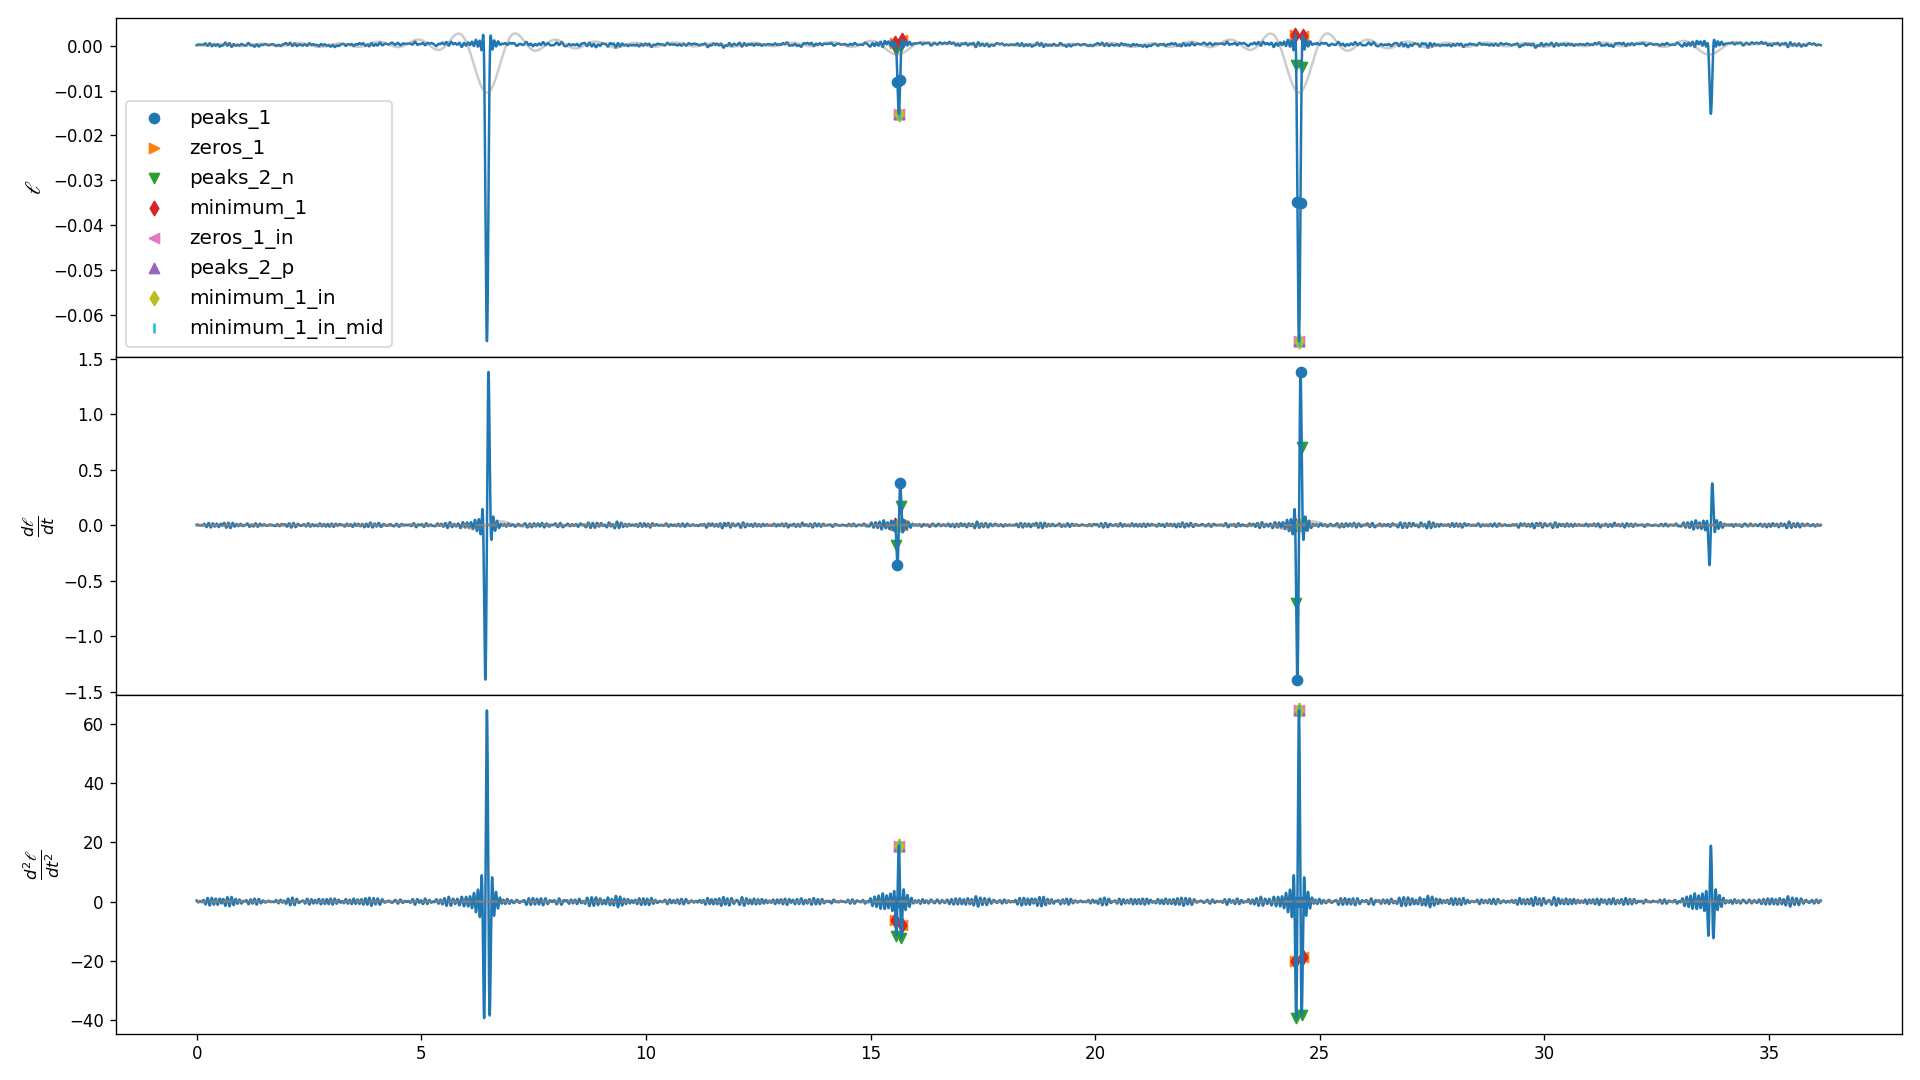 0.00
−0.01
−0.02
−0.03
−0.04
−0.05
−0.06
ℓ
peaks_1
zeros_1
peaks_2_n
minimum_1
zeros_1_in
peaks_2_p
minimum_1_in
minimum_1_in_mid
1.5
1.0
0.5
0.0
−0.5
−1.0
−1.5
dℓ
dt
60
40
20
0
−20
−40
d²ℓ
dt²
0 5 10 15 20 25 30 35